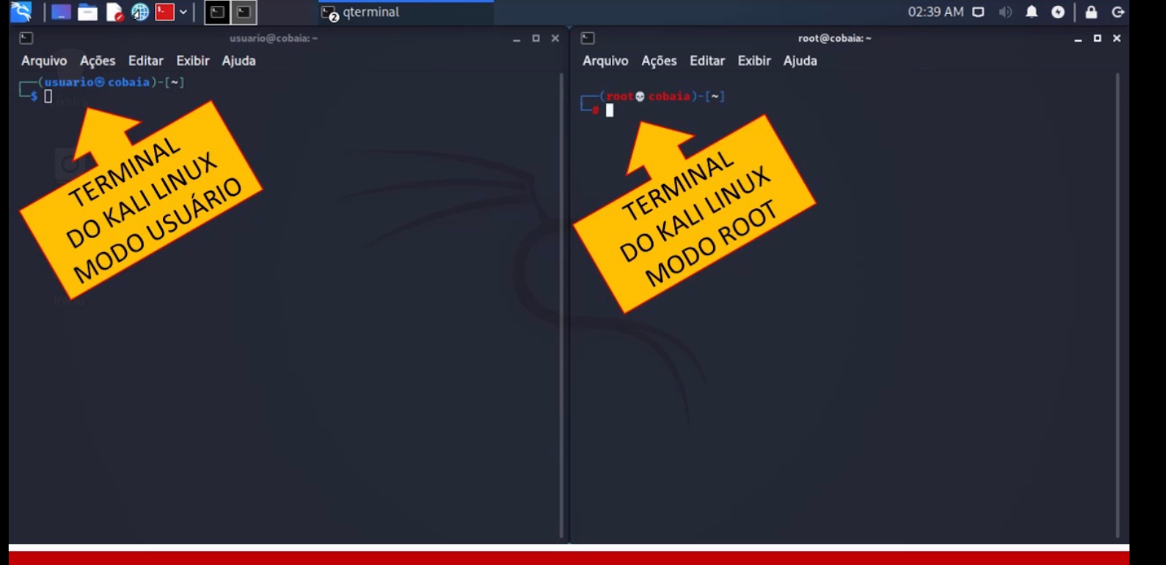 qterminal
02:39 AM
usuario@cobaia: ~
Arquivo Ações Editar Exibir Ajuda
(usuario㉿cobaia)-[~]
$
TERMINAL
DO KALI LINUX
MODO USUÁRIO
root@cobaia: ~
Arquivo Ações Editar Exibir Ajuda
(root💀cobaia)-[~]
#
TERMINAL
DO KALI LINUX
MODO ROOT